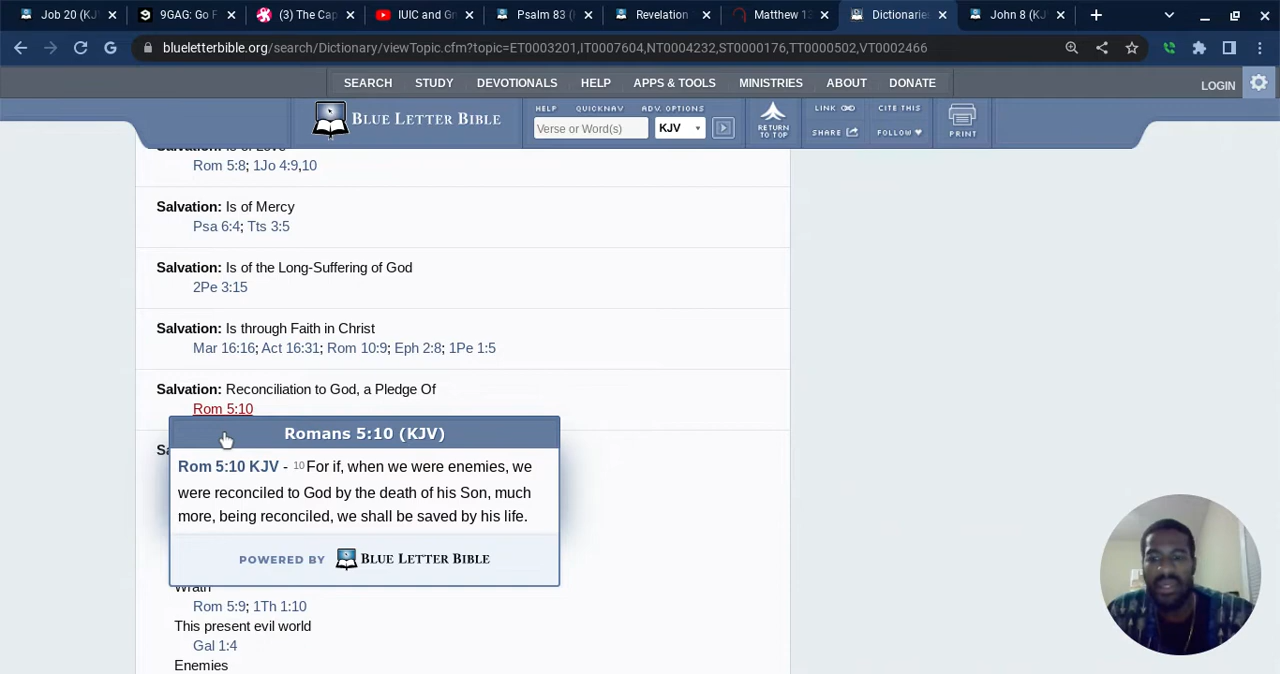 Job 20 (KJ
9GAG: Go F
(3) The Cap
IUIC and Gr
Psalm 83 (
Revelation
Matthew 13
Dictionaries
John 8 (KJV
blueletterbible.org/search/Dictionary/viewTopic.cfm?topic=ET0003201,IT0007604,NT0004232,ST0000176,TT0000502,VT0002466
SEARCH STUDY DEVOTIONALS HELP APPS & TOOLS MINISTRIES ABOUT DONATE
LOGIN
BLUE LETTER BIBLE
HELP QUICKNAV ADV. OPTIONS
Verse or Word(s) KJV
RETURN TO TOP
LINK CITE THIS
SHARE FOLLOW
PRINT
Salvation: Is of Love
Rom 5:8; 1Jo 4:9,10
Salvation: Is of Mercy
Psa 6:4; Tts 3:5
Salvation: Is of the Long-Suffering of God
2Pe 3:15
Salvation: Is through Faith in Christ
Mar 16:16; Act 16:31; Rom 10:9; Eph 2:8; 1Pe 1:5
Salvation: Reconciliation to God, a Pledge Of
Rom 5:10
Sa
Romans 5:10 (KJV)
Rom 5:10 KJV - 10 For if, when we were enemies, we
were reconciled to God by the death of his Son, much
more, being reconciled, we shall be saved by his life.
POWERED BY BLUE LETTER BIBLE
Wrath
Rom 5:9; 1Th 1:10
This present evil world
Gal 1:4
Enemies